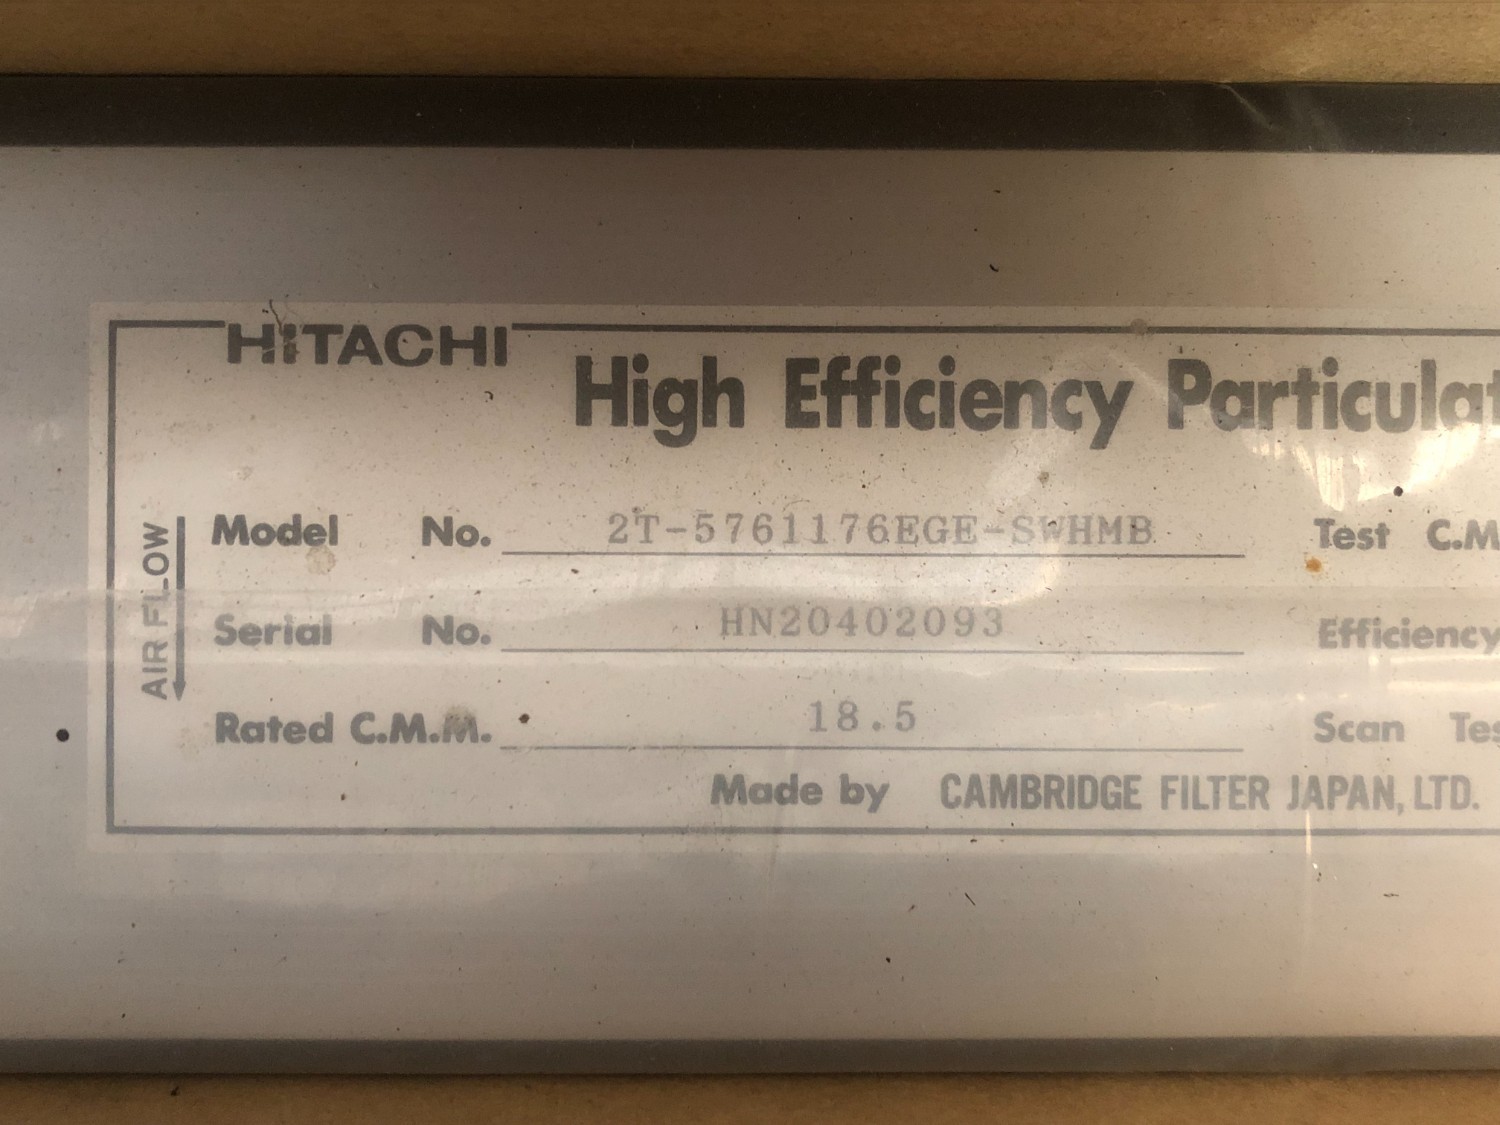 HITACHI
High Efficiency Particulat
Model No. 2T-5761176EGE-SWHMB Test C.M
Serial No. HN20402093 Efficiency
Rated C.M.M. 18.5 Scan Tes
Made by CAMBRIDGE FILTER JAPAN, LTD.
AIR FLOW